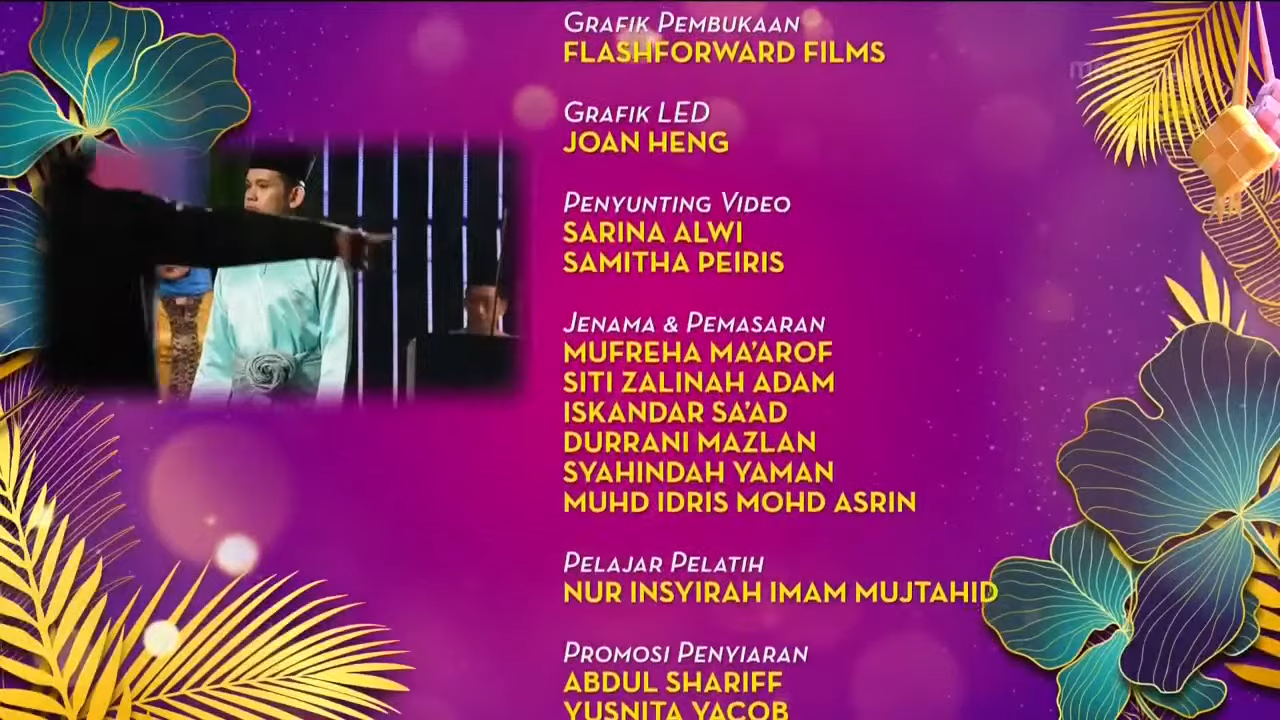 Grafik Pembukaan
FLASHFORWARD FILMS
Grafik LED
JOAN HENG
Penyunting Video
SARINA ALWI
SAMITHA PEIRIS
Jenama & Pemasaran
MUFREHA MA'AROF
SITI ZALINAH ADAM
ISKANDAR SA'AD
DURRANI MAZLAN
SYAHINDAH YAMAN
MUHD IDRIS MOHD ASRIN
Pelajar Pelatih
NUR INSYIRAH IMAM MUJTAHID
Promosi Penyiaran
ABDUL SHARIFF
YUSNITA YACOB